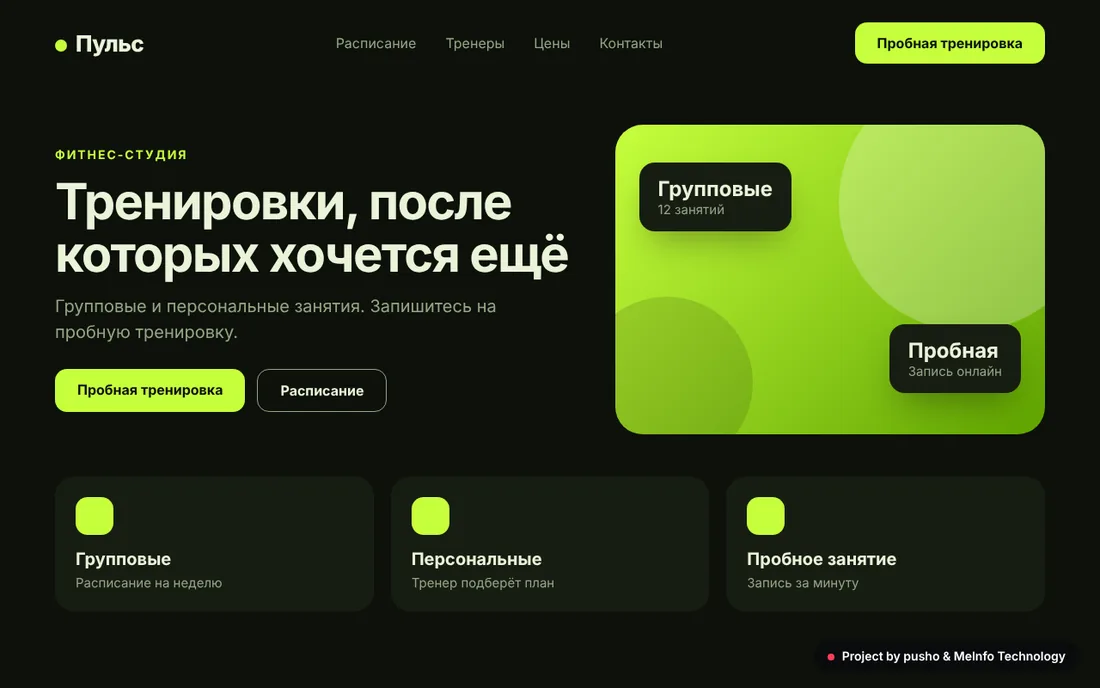 Пульс
Расписание
Тренеры
Цены
Контакты
Пробная тренировка
ФИТНЕС-СТУДИЯ
Тренировки, после
которых хочется ещё
Групповые и персональные занятия. Запишитесь на
пробную тренировку.
Пробная тренировка
Расписание
Групповые
12 занятий
Пробная
Запись онлайн
Групповые
Расписание на неделю
Персональные
Тренер подберёт план
Пробное занятие
Запись за минуту
Project by pusho & MeInfo Technology